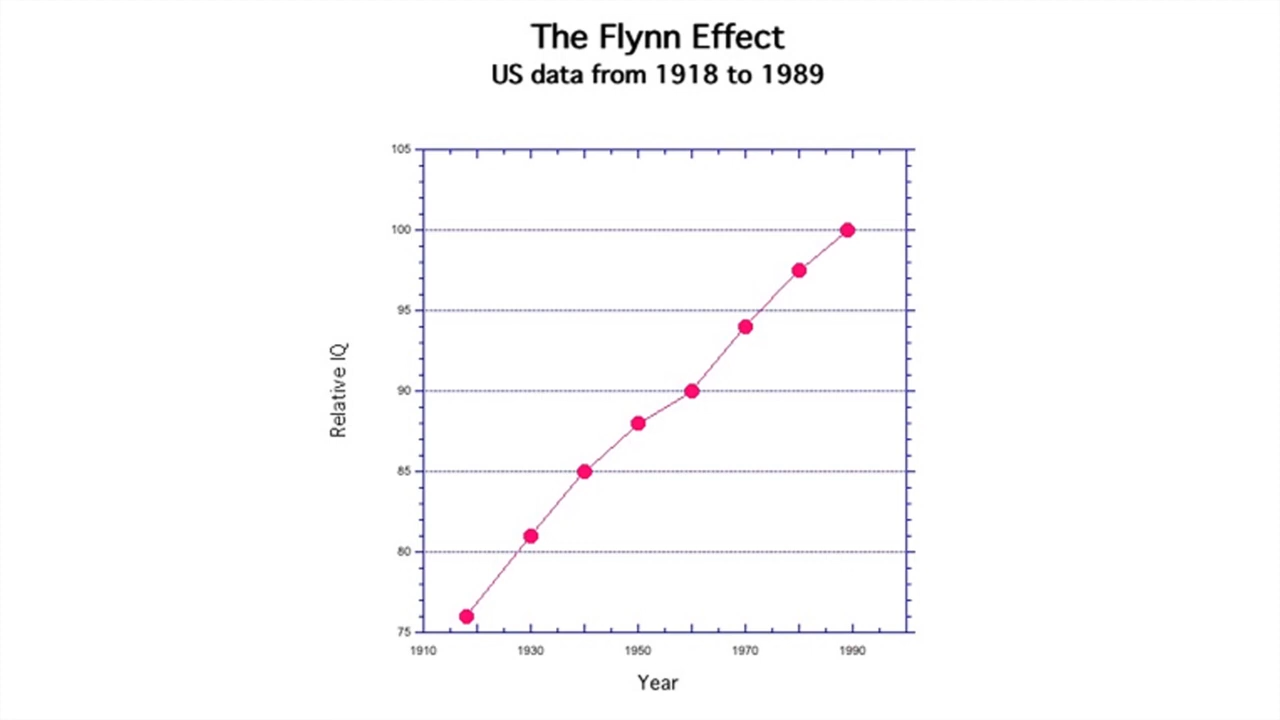 The Flynn Effect
US data from 1918 to 1989
105
100
95
90
85
80
75
Relative IQ
1910 1930 1950 1970 1990
Year